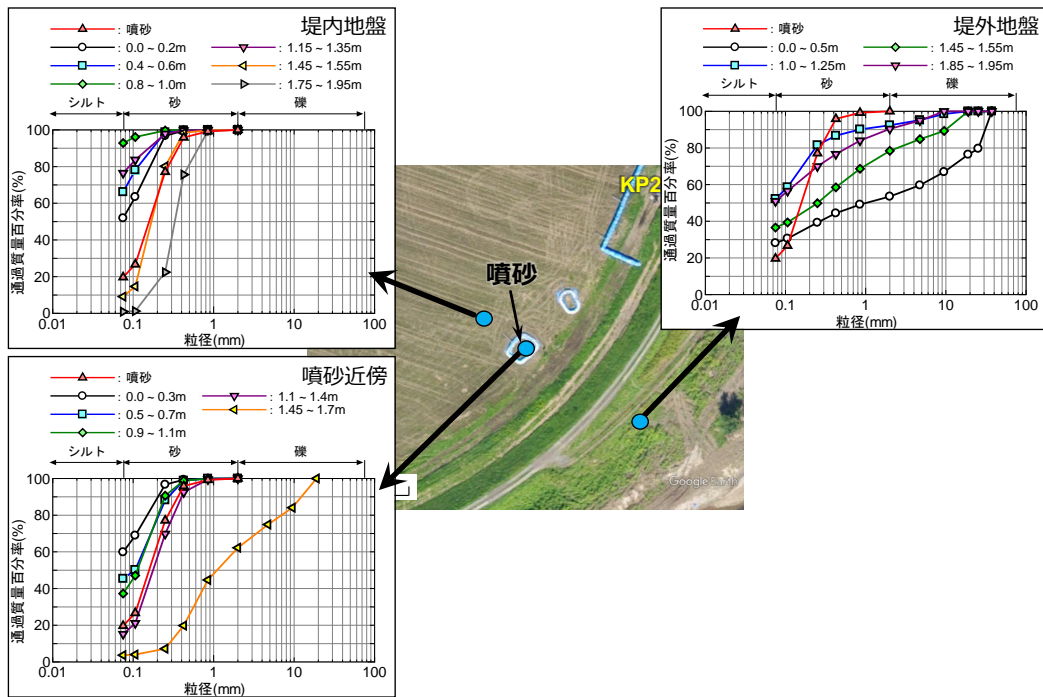 堤内地盤
: 噴砂
: 0.0 ~ 0.2m
: 0.4 ~ 0.6m
: 0.8 ~ 1.0m
: 1.15 ~ 1.35m
: 1.45 ~ 1.55m
: 1.75 ~ 1.95m
シルト 砂 礫
通過質量百分率(%)
100
80
60
40
20
0
0.01 0.1 1 10 100
粒径(mm)
堤外地盤
: 噴砂
: 0.0 ~ 0.5m
: 1.0 ~ 1.25m
: 1.45 ~ 1.55m
: 1.85 ~ 1.95m
シルト 砂 礫
通過質量百分率(%)
100
80
60
40
20
0
0.01 0.1 1 10 100
粒径(mm)
KP2
噴砂
Google Earth
噴砂近傍
: 噴砂
: 0.0 ~ 0.3m
: 0.5 ~ 0.7m
: 0.9 ~ 1.1m
: 1.1 ~ 1.4m
: 1.45 ~ 1.7m
シルト 砂 礫
通過質量百分率(%)
100
80
60
40
20
0
0.01 0.1 1 10 100
粒径(mm)